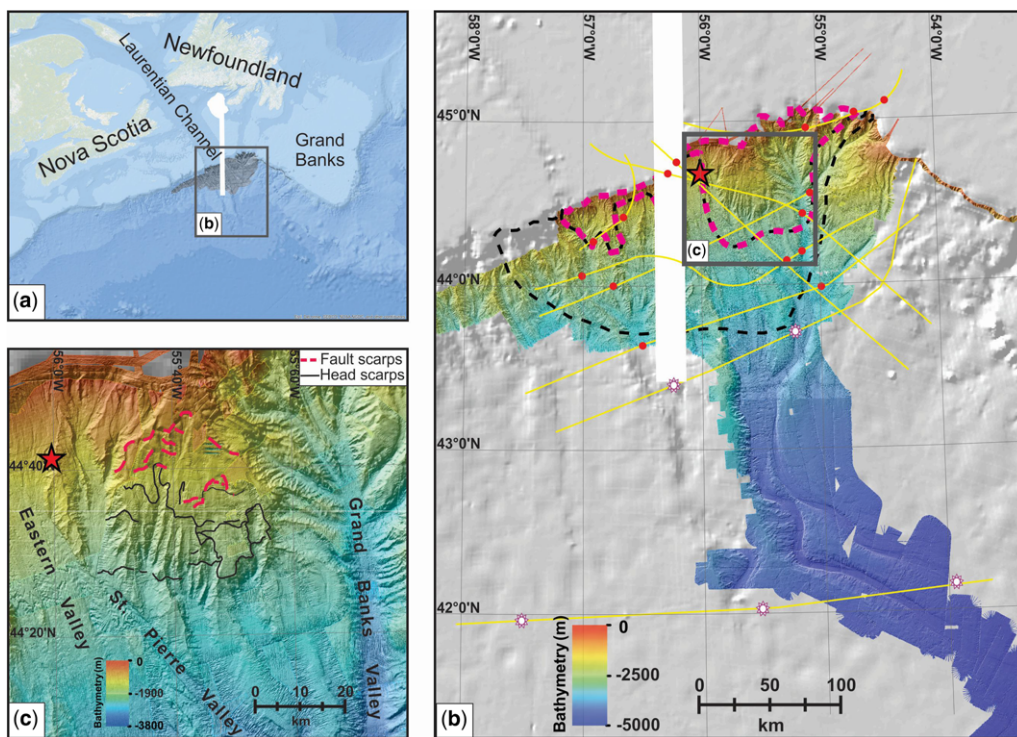 Newfoundland
Laurentian Channel
Nova Scotia
Grand
Banks
(b)
(a)
58°0'W
57°0'W
56°0'W
55°0'W
54°0'W
45°0'N
44°0'N
43°0'N
42°0'N
(c)
Bathymetry (m)
0
-2500
-5000
0 50 100
km
(b)
56°0'W
55°40'W
Fault scarps
Head scarps
44°40'N
44°20'N
Eastern
Valley
St. Pierre
Valley
Grand Banks Valley
Bathymetry (m)
0
-1900
-3800
0 10 20
km
(c)